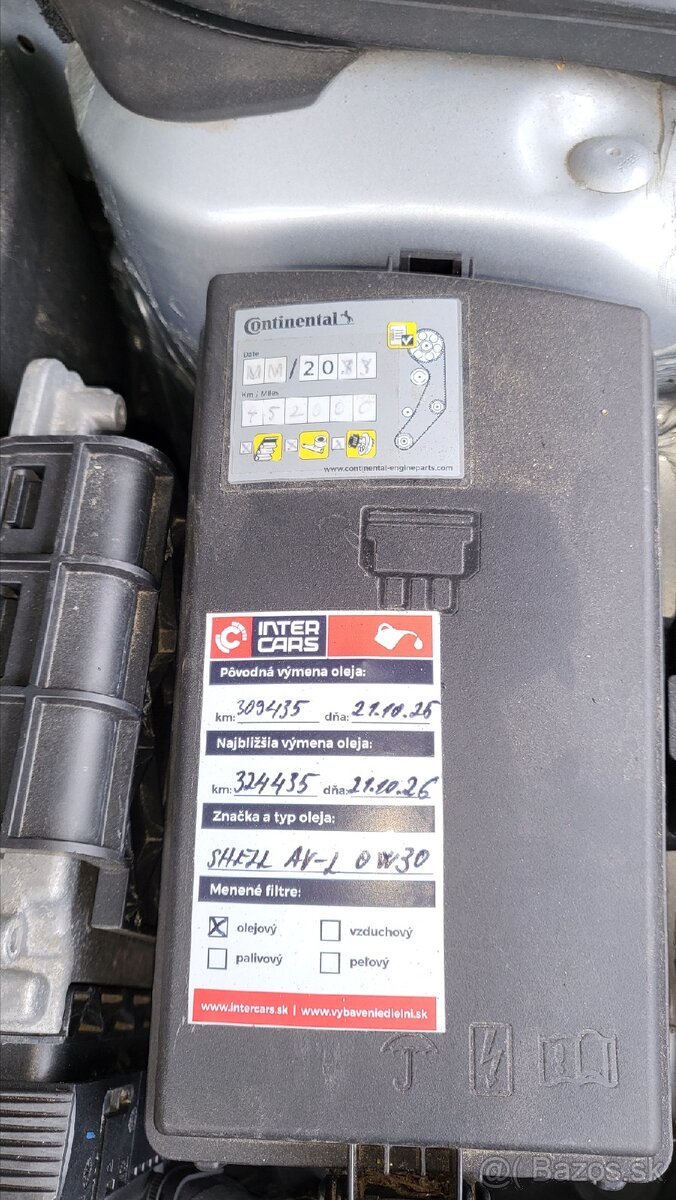 Continental
Date
MM/20
Km / Miles
452000
www.continental-engineparts.com
INTER
CARS
Pôvodná výmena oleja:
km: 309435 dňa: 21.10.25
Najbližšia výmena oleja:
km: 324435 dňa: 21.10.26
Značka a typ oleja:
SHELL AV-L 0W30
Menené filtre:
olejový vzduchový
palivový peľový
www.intercars.sk | www.vybaveniedielni.sk
@( Bazos.sk